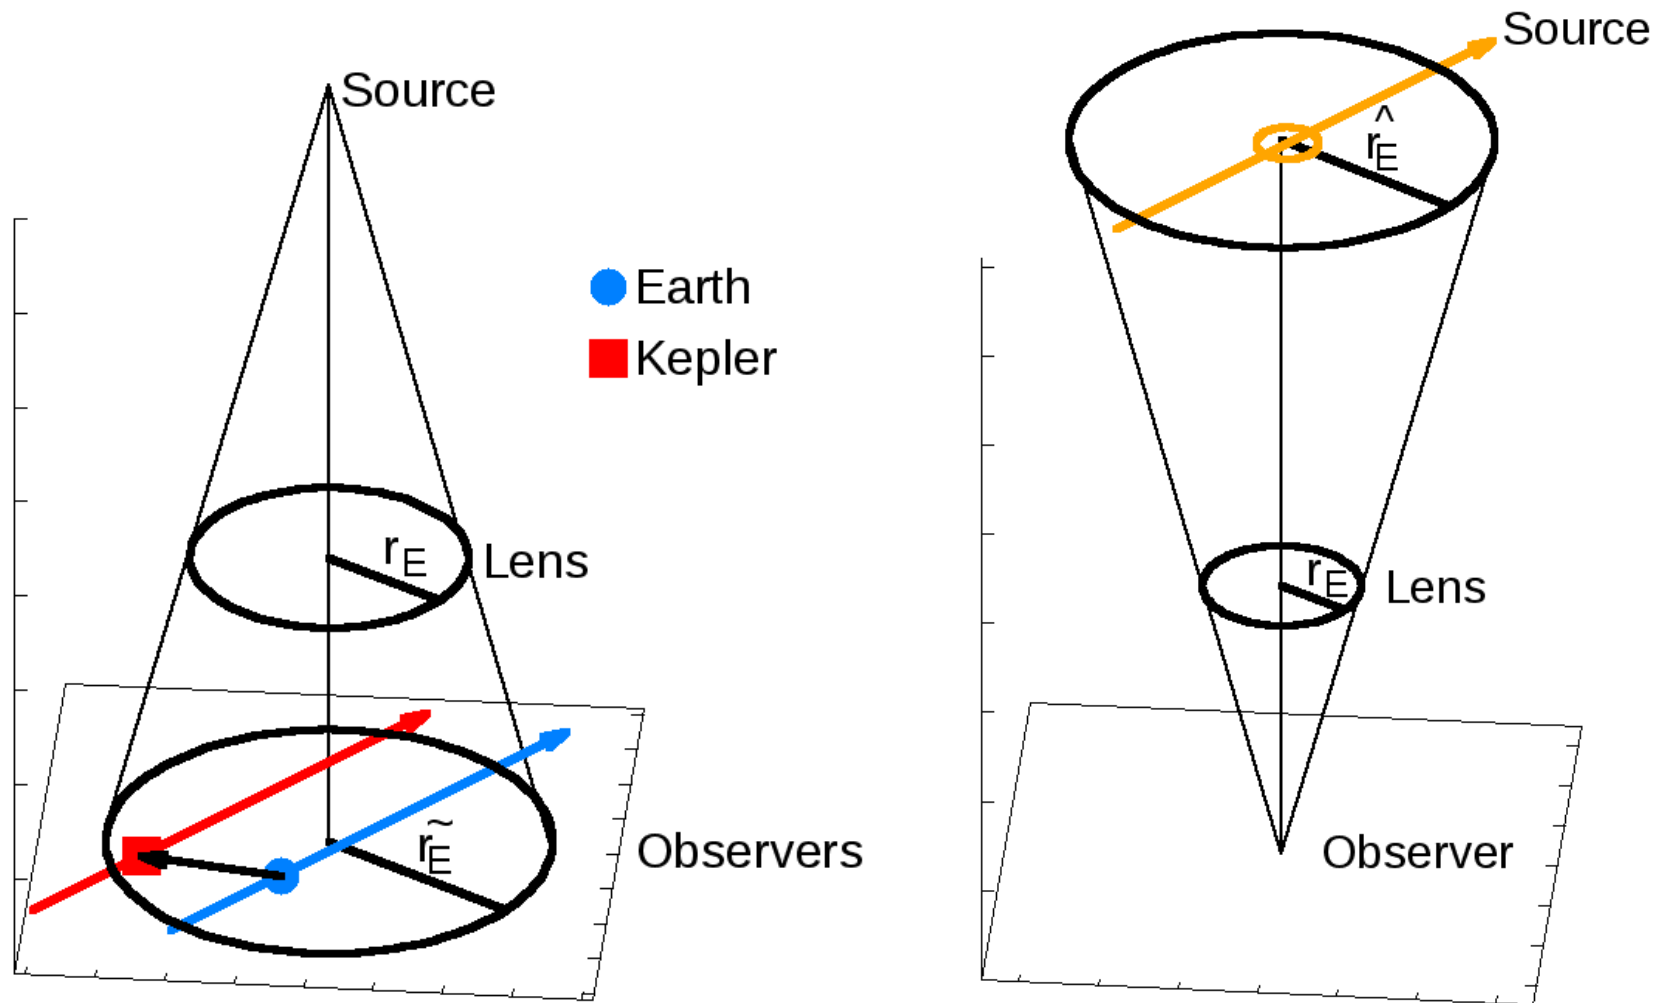 Source
Earth
Kepler
r_E Lens
r̃_E
Observers
Source
r̂_E
r_E Lens
Observer